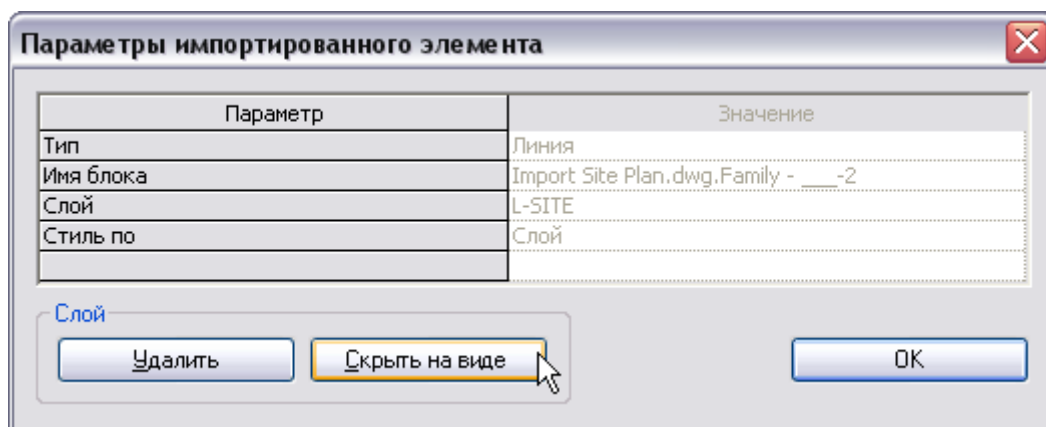 Параметры импортированного элемента
Параметр Значение
Тип Линия
Имя блока Import Site Plan.dwg.Family - ___-2
Слой L-SITE
Стиль по Слой
Слой
Удалить Скрыть на виде OK